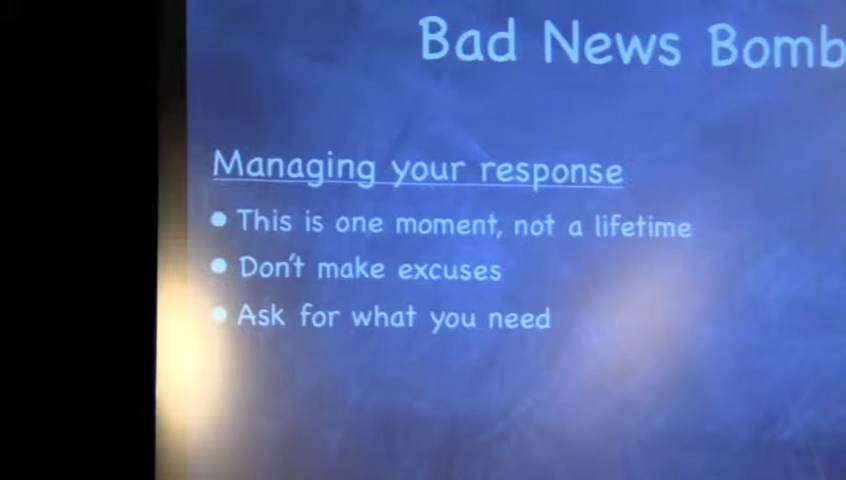 Bad News Bomb
Managing your response
• This is one moment, not a lifetime
• Don't make excuses
• Ask for what you need